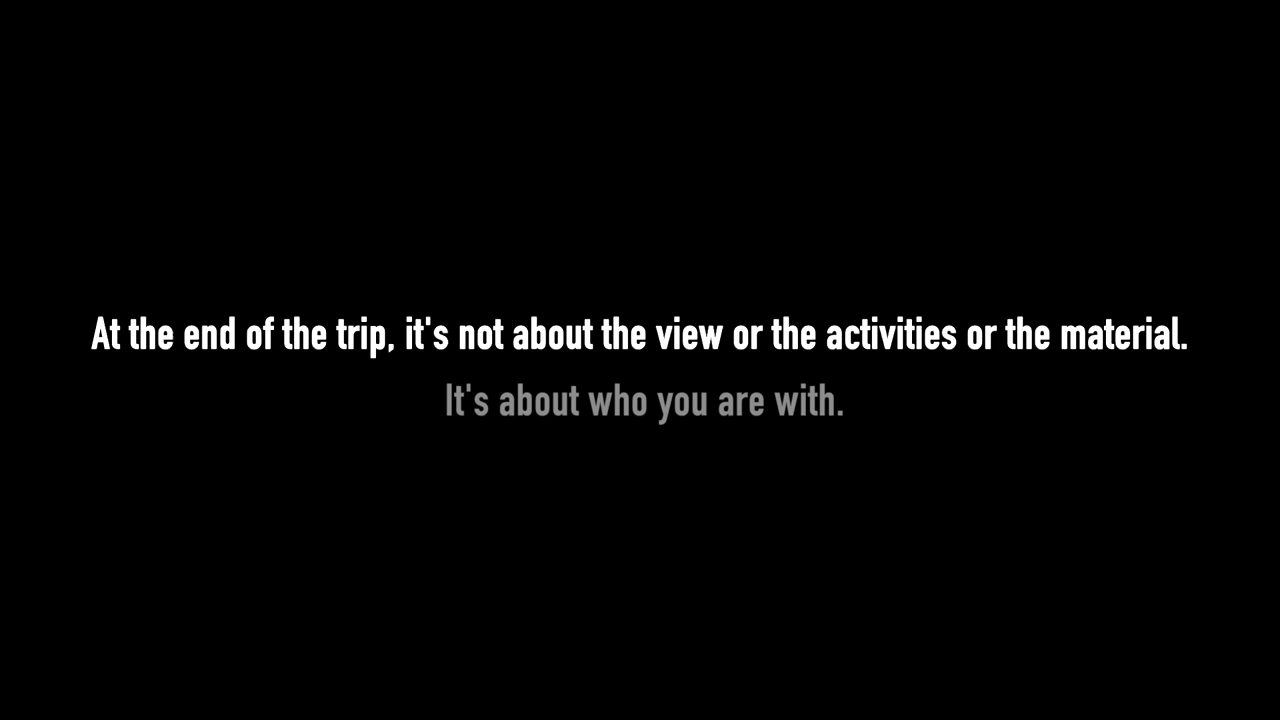 At the end of the trip, it's not about the view or the activities or the material.
It's about who you are with.